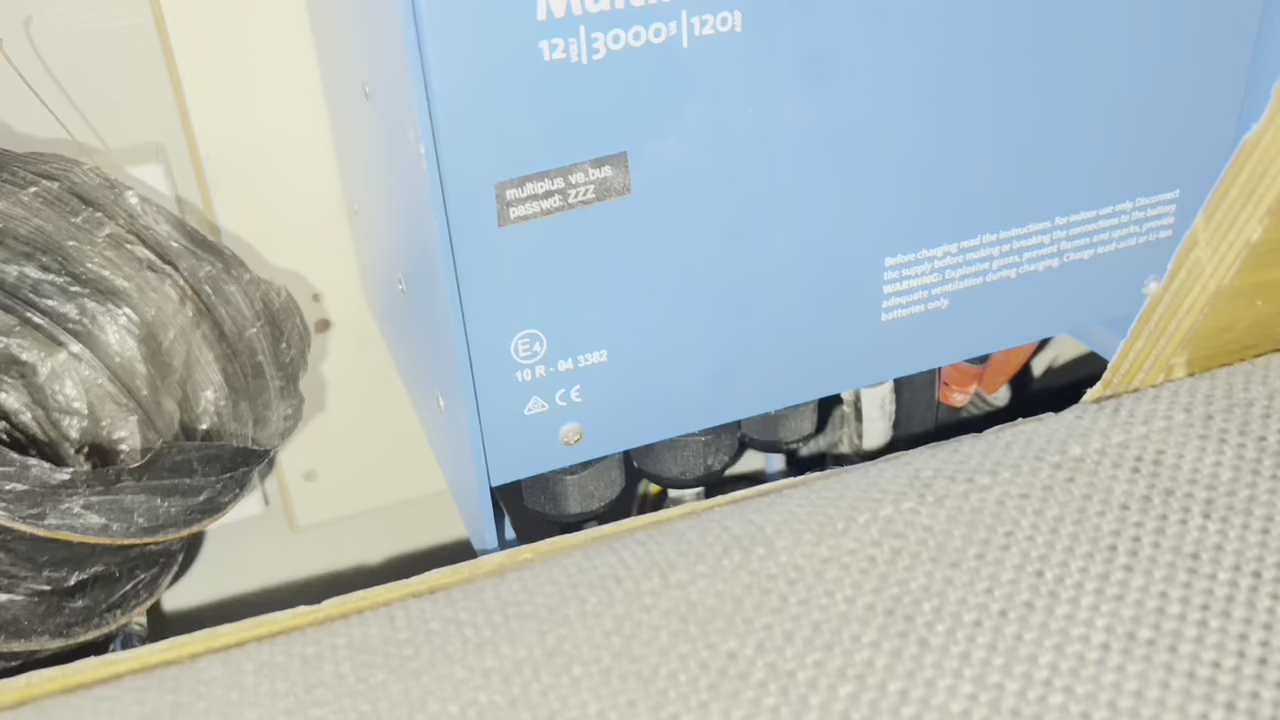 Multi
12|3000|120
multiplus ve.bus
passwd: ZZZ
Before charging read the instructions. For indoor use only. Disconnect
the supply before making or breaking the connections to the battery.
WARNING: Explosive gases, prevent flames and sparks, provide
adequate ventilation during charging. Charge lead-acid or Li-ion
batteries only.
E4
10 R - 04 3382
CE